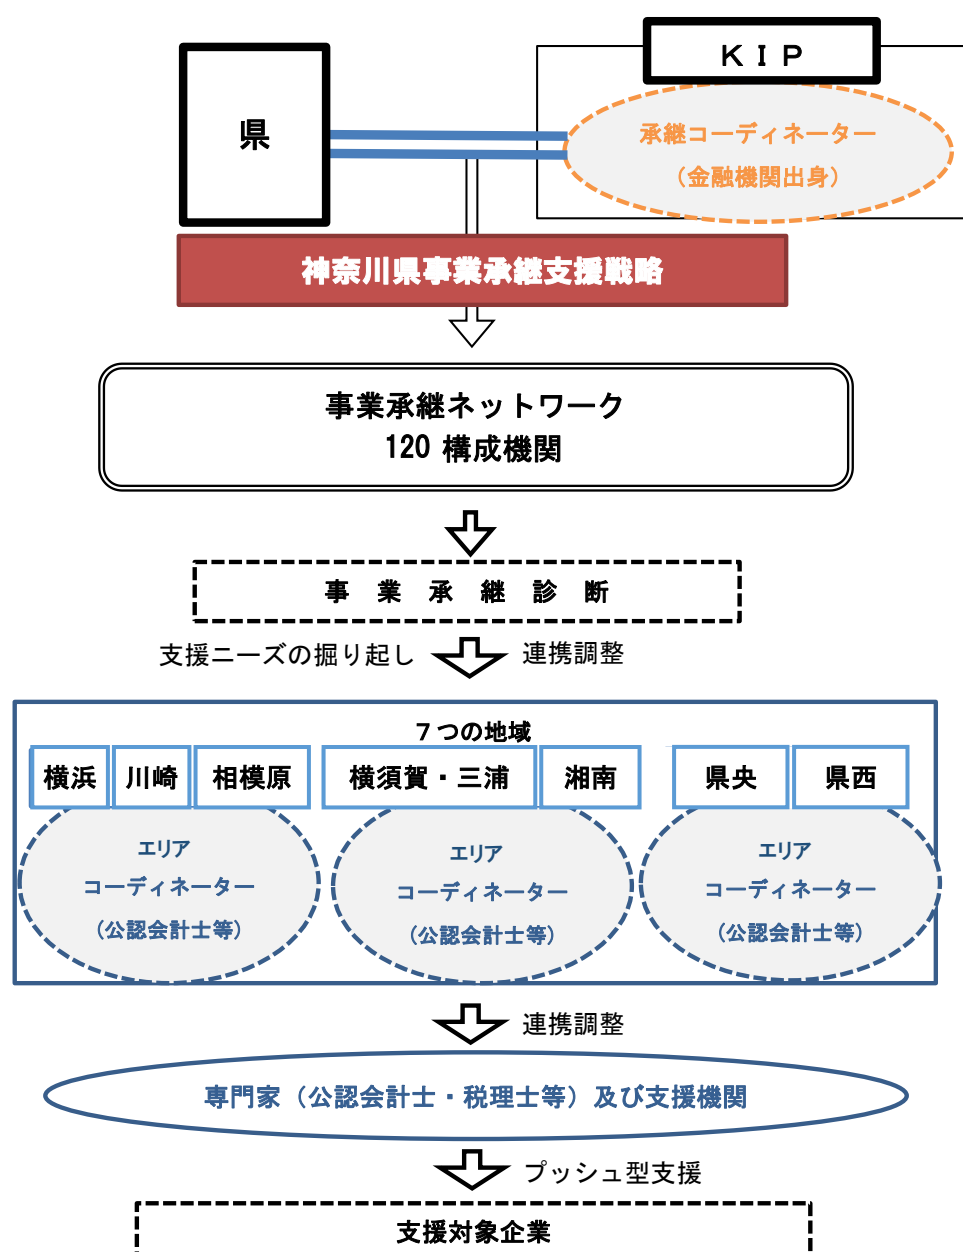 ＫＩＰ
県
承継コーディネーター
（金融機関出身）
神奈川県事業承継支援戦略
事業承継ネットワーク
120 構成機関
事　業　承　継　診　断
支援ニーズの掘り起し
連携調整
７つの地域
横浜
川崎
相模原
横須賀・三浦
湘南
県央
県西
エリア
コーディネーター
（公認会計士等）
エリア
コーディネーター
（公認会計士等）
エリア
コーディネーター
（公認会計士等）
連携調整
専門家（公認会計士・税理士等）及び支援機関
プッシュ型支援
支援対象企業